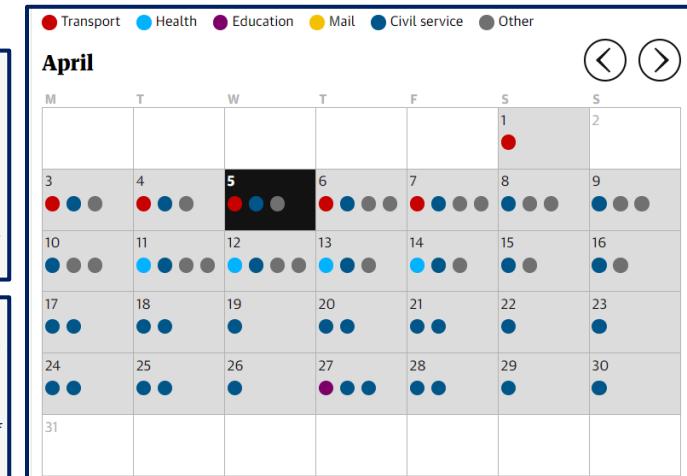 Transport Health Education Mail Civil service Other
April
M T W T F S S
1 2
3 4 5 6 7 8 9
10 11 12 13 14 15 16
17 18 19 20 21 22 23
24 25 26 27 28 29 30
31